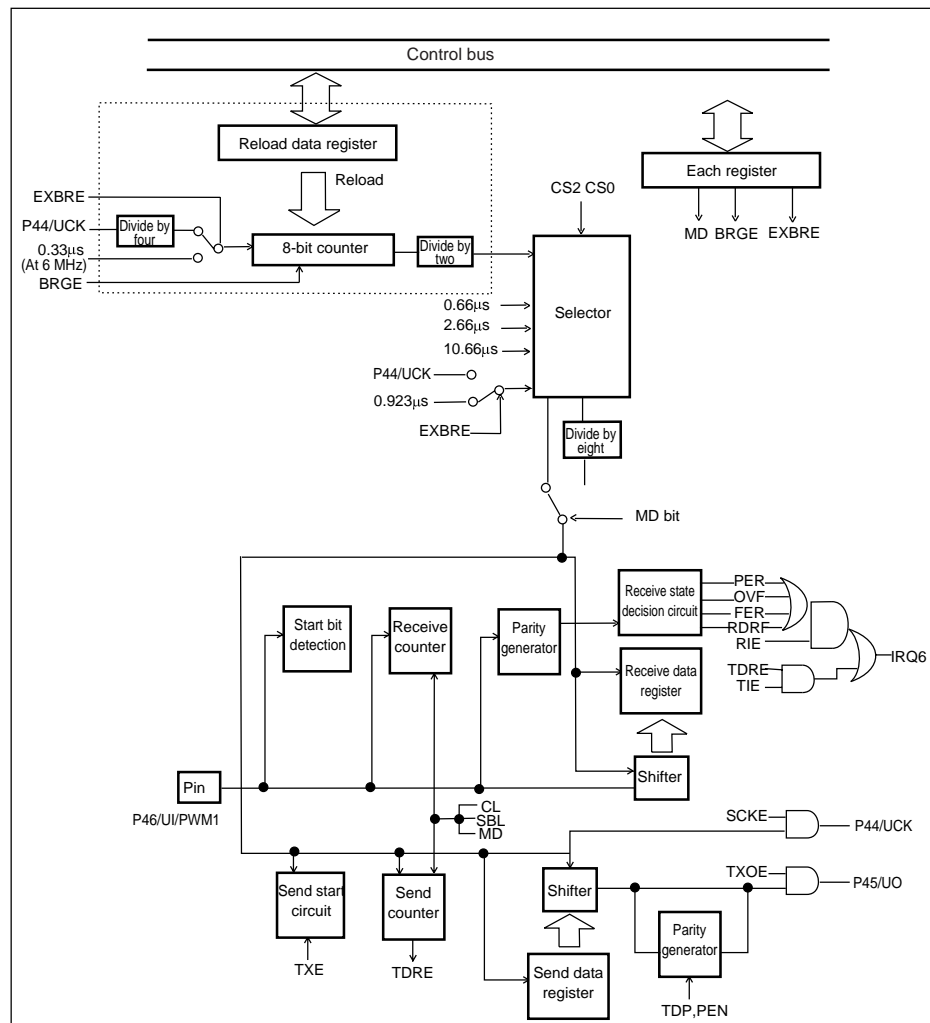 Control bus
Reload data register
Each register
Reload
EXBRE
CS2 CS0
P44/UCK
Divide by
four
MD BRGE EXBRE
0.33μs
(At 6 MHz)
8-bit counter
Divide by
two
BRGE
0.66μs
Selector
2.66μs
10.66μs
P44/UCK
0.923μs
EXBRE
Divide by
eight
MD bit
Start bit
detection
Receive
counter
Parity
generator
Receive state
decision circuit
PER
OVF
FER
RDRF
RIE
IRQ6
TDRE
TIE
Receive data
register
Pin
Shifter
P46/UI/PWM1
CL
SBL
MD
SCKE
P44/UCK
Send start
circuit
Send
counter
Shifter
TXOE
P45/UO
Parity
generator
TXE
TDRE
Send data
register
TDP,PEN